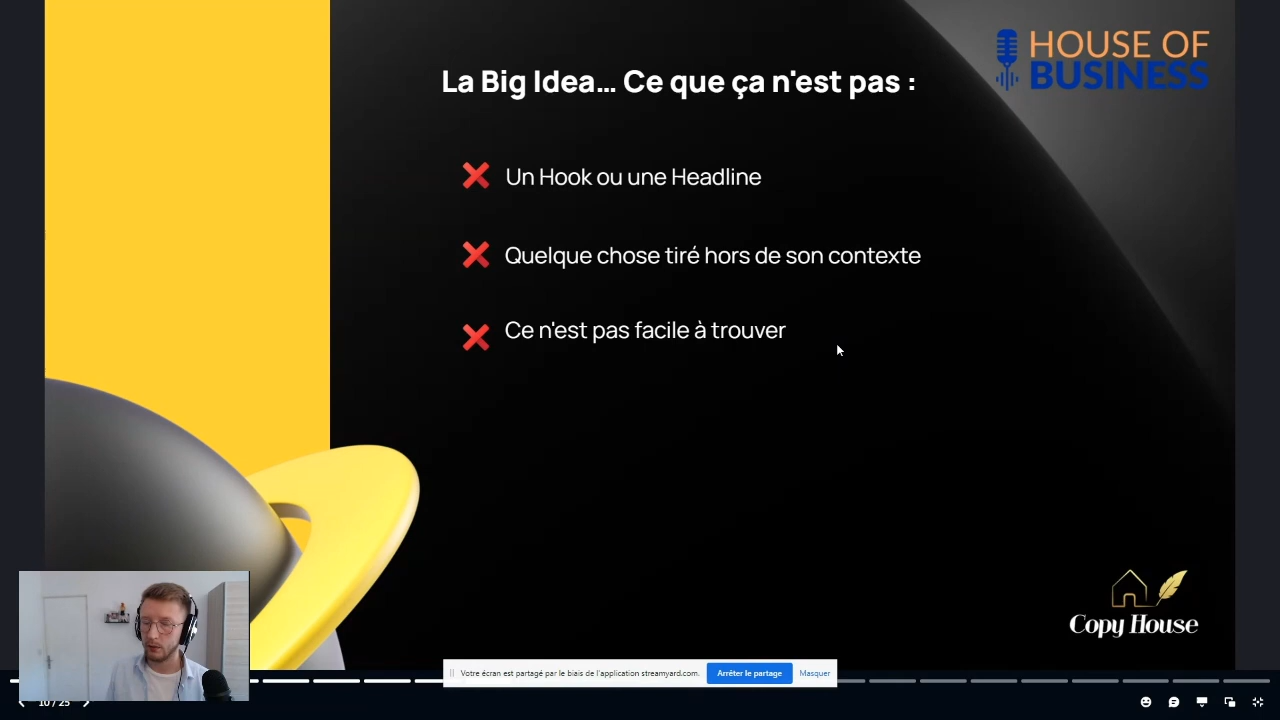 HOUSE OF
BUSINESS
La Big Idea... Ce que ça n'est pas :
Un Hook ou une Headline
Quelque chose tiré hors de son contexte
Ce n'est pas facile à trouver
Copy House
Votre écran est partagé par le biais de l'application streamyard.com.
Arrêter le partage
Masquer
10 / 25